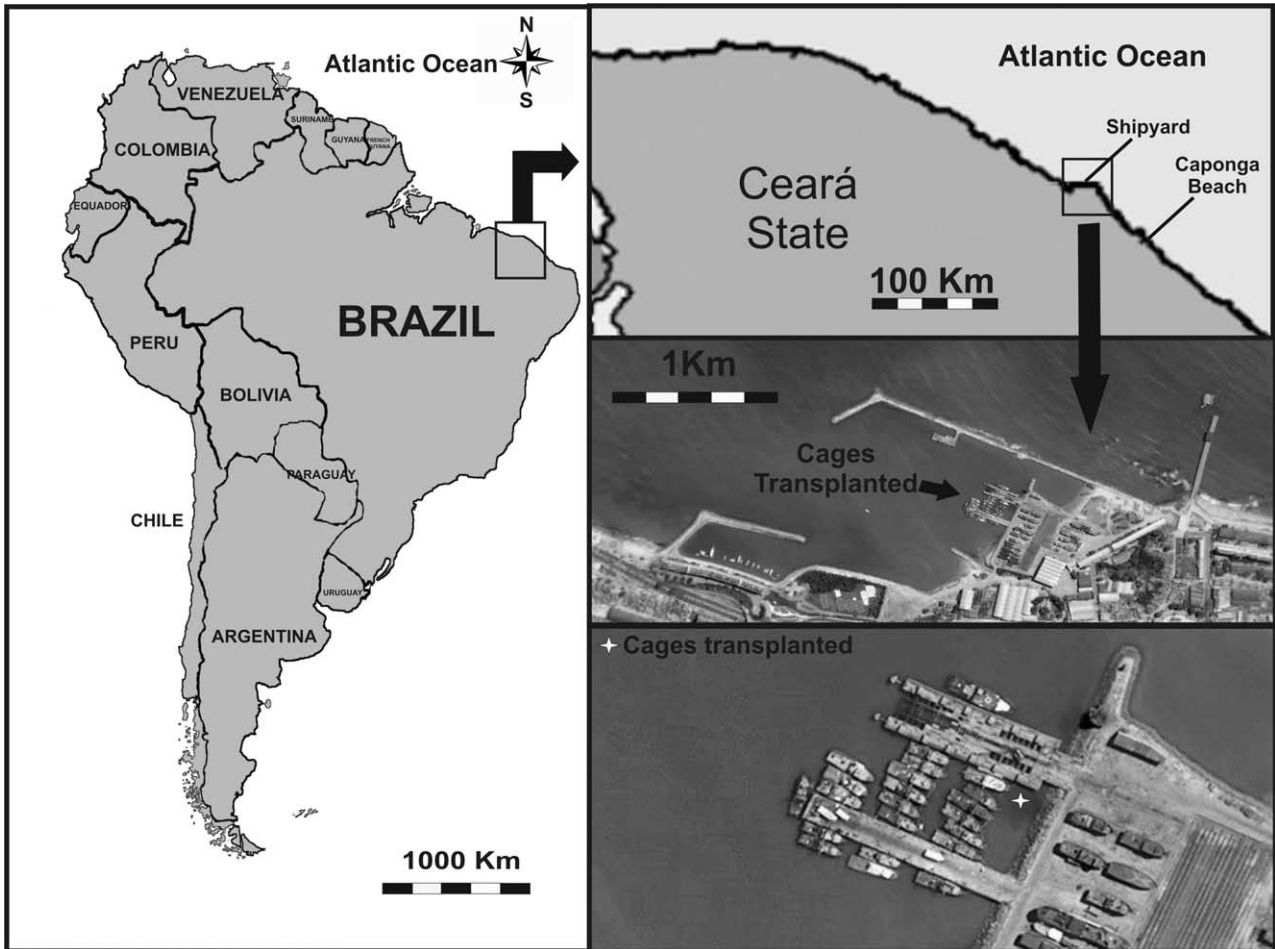 N
Atlantic Ocean
S
VENEZUELA
SURINAME
GUYANA
FRENCH
GUYANA
COLOMBIA
EQUADOR
PERU
BRAZIL
BOLIVIA
PARAGUAY
CHILE
URUGUAY
ARGENTINA
1000 Km
Atlantic Ocean
Shipyard
Caponga
Beach
Ceará
State
100 Km
1Km
Cages
Transplanted
Cages transplanted